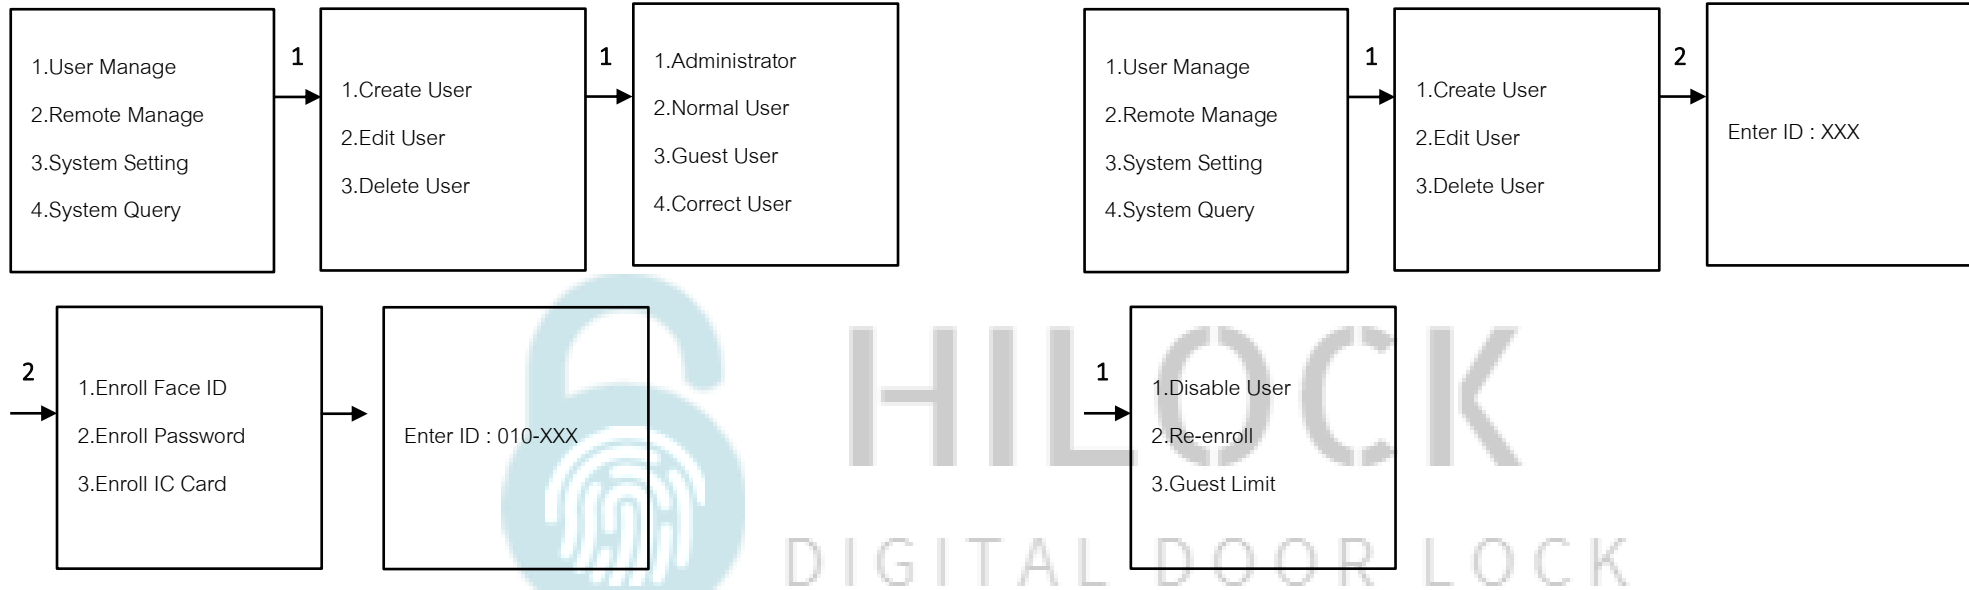 1
1.User Manage
2.Remote Manage
3.System Setting
4.System Query
1
1.Create User
2.Edit User
3.Delete User
1.Administrator
2.Normal User
3.Guest User
4.Correct User
2
1.Enroll Face ID
2.Enroll Password
3.Enroll IC Card
Enter ID : 010-XXX
1
1.User Manage
2.Remote Manage
3.System Setting
4.System Query
2
1.Create User
2.Edit User
3.Delete User
Enter ID : XXX
1
1.Disable User
2.Re-enroll
3.Guest Limit
HILOCK
DIGITAL DOOR LOCK